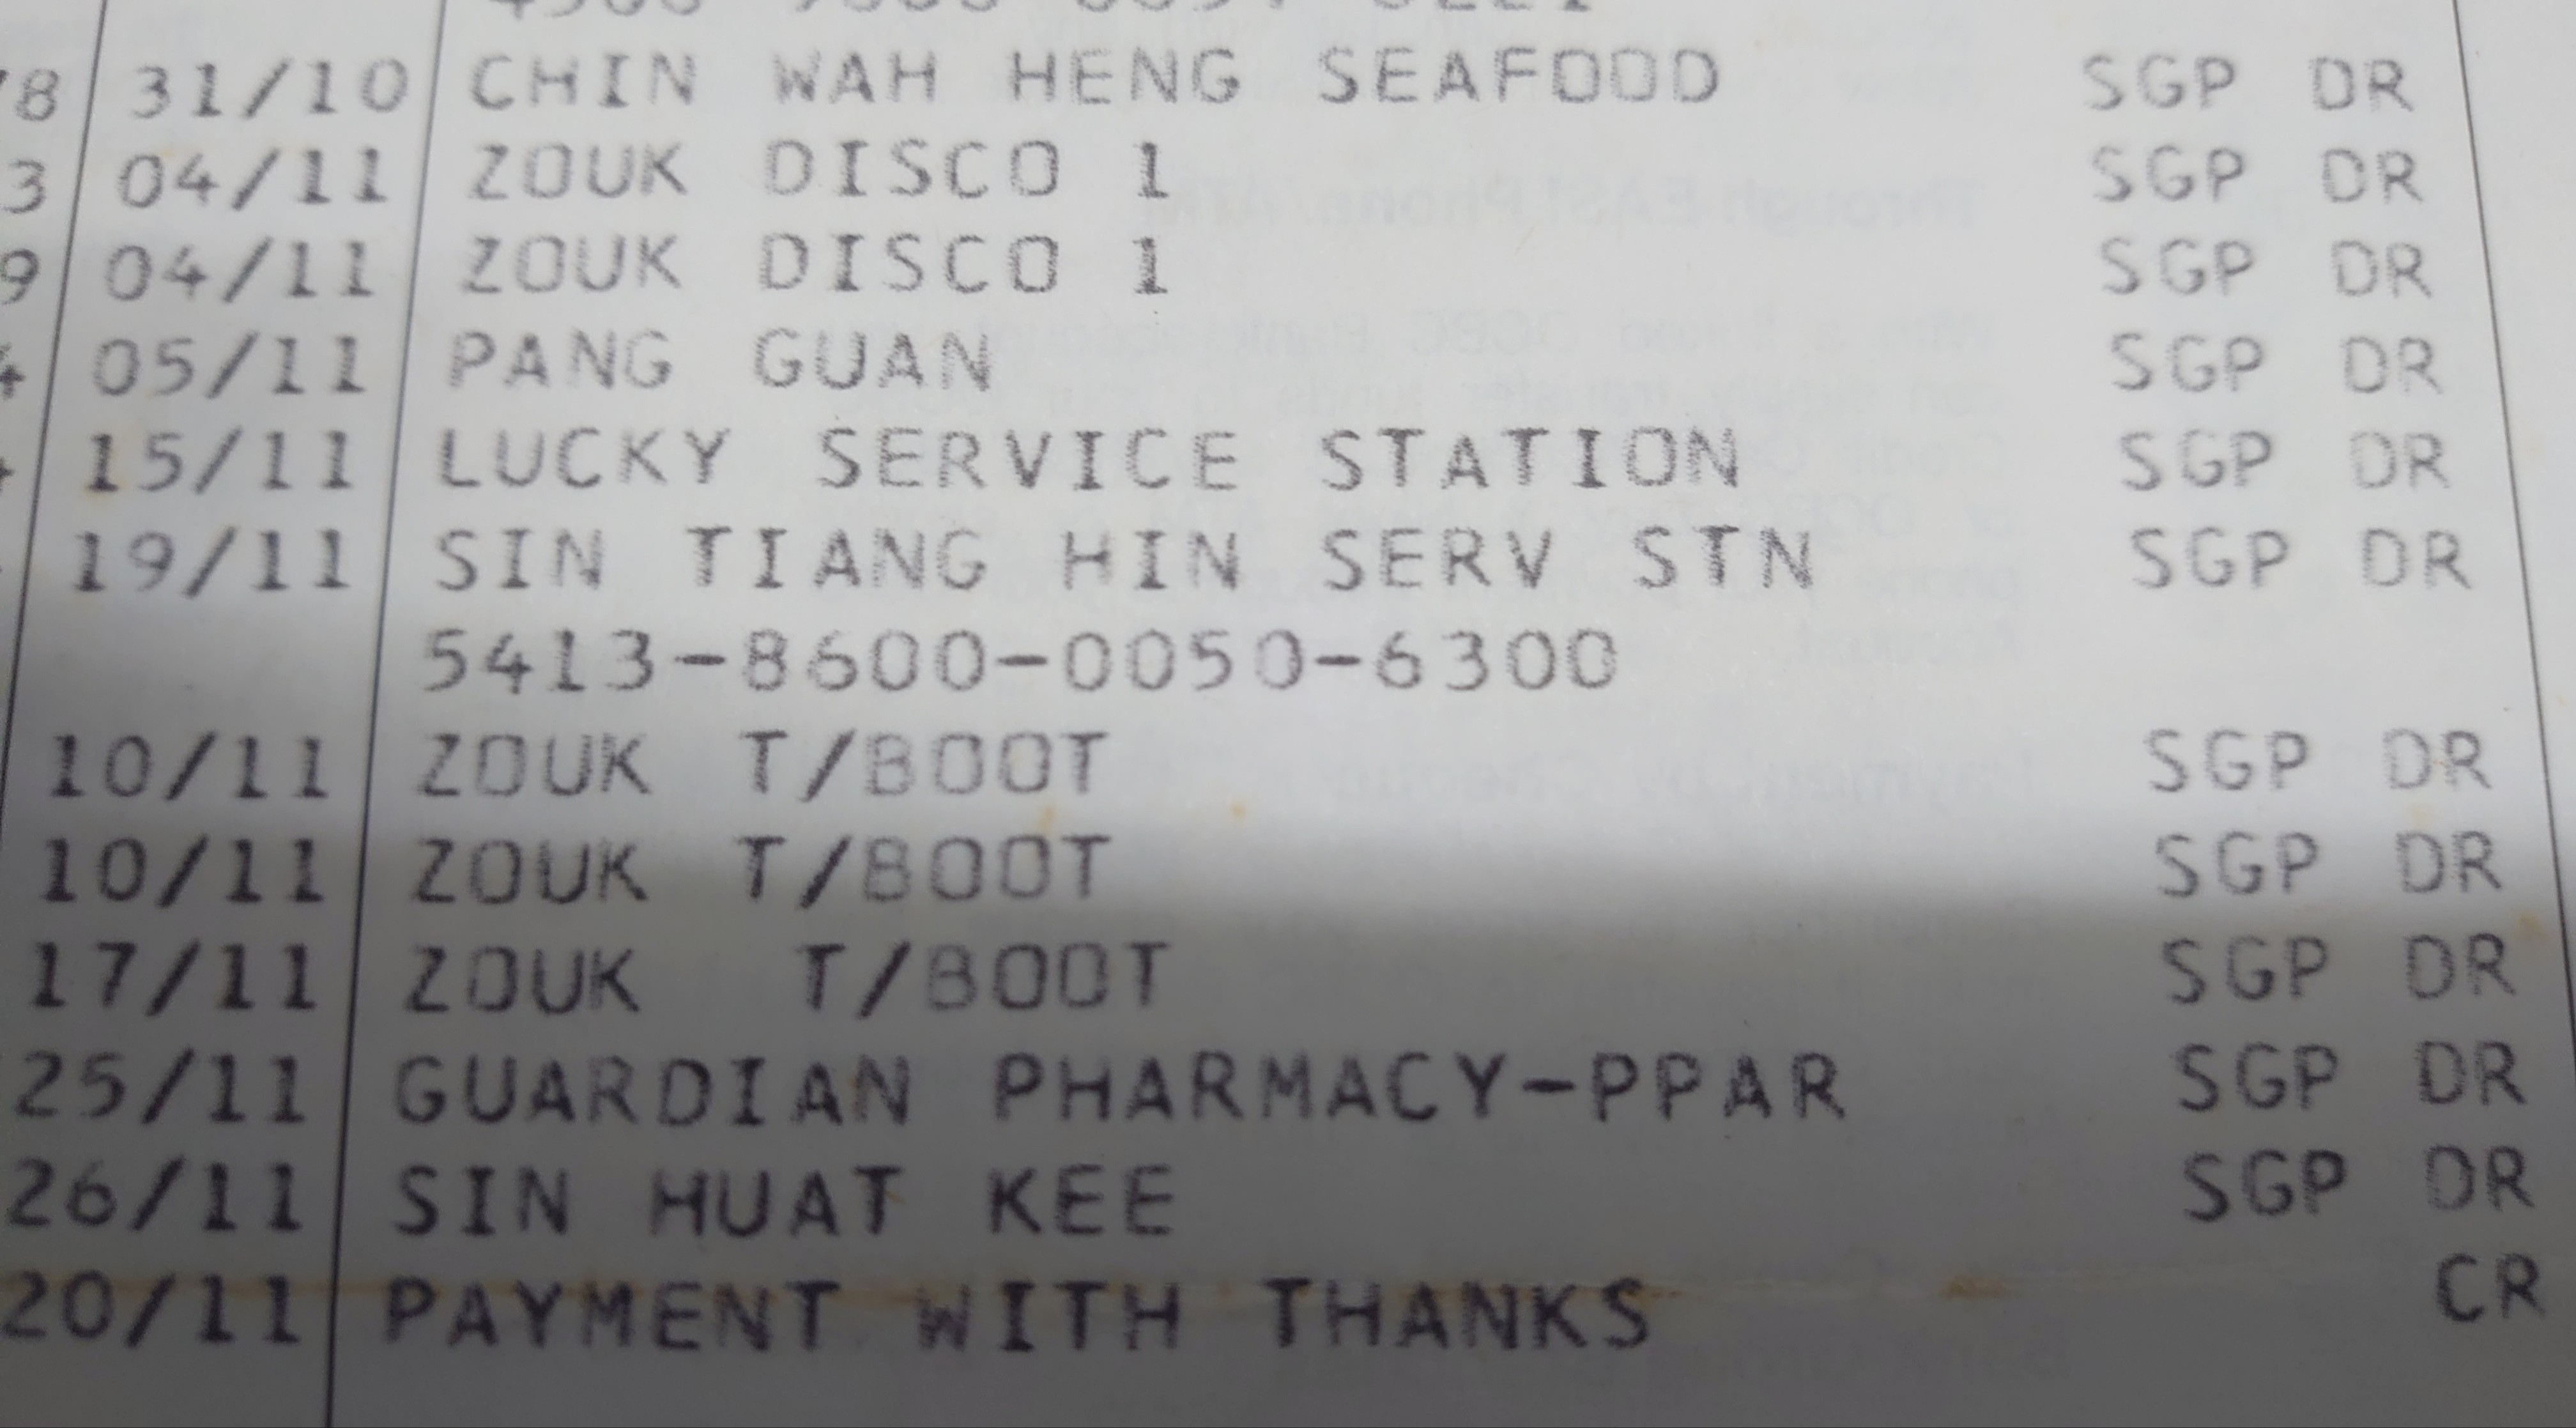 31/10 CHIN WAH HENG SEAFOOD SGP DR
04/11 ZOUK DISCO 1 SGP DR
04/11 ZOUK DISCO 1 SGP DR
05/11 PANG GUAN SGP DR
15/11 LUCKY SERVICE STATION SGP DR
19/11 SIN TIANG HIN SERV STN SGP DR
5413-8600-0050-6300
10/11 ZOUK T/BOOT SGP DR
10/11 ZOUK T/BOOT SGP DR
17/11 ZOUK T/BOOT SGP DR
25/11 GUARDIAN PHARMACY-PPAR SGP DR
26/11 SIN HUAT KEE SGP DR
20/11 PAYMENT WITH THANKS CR